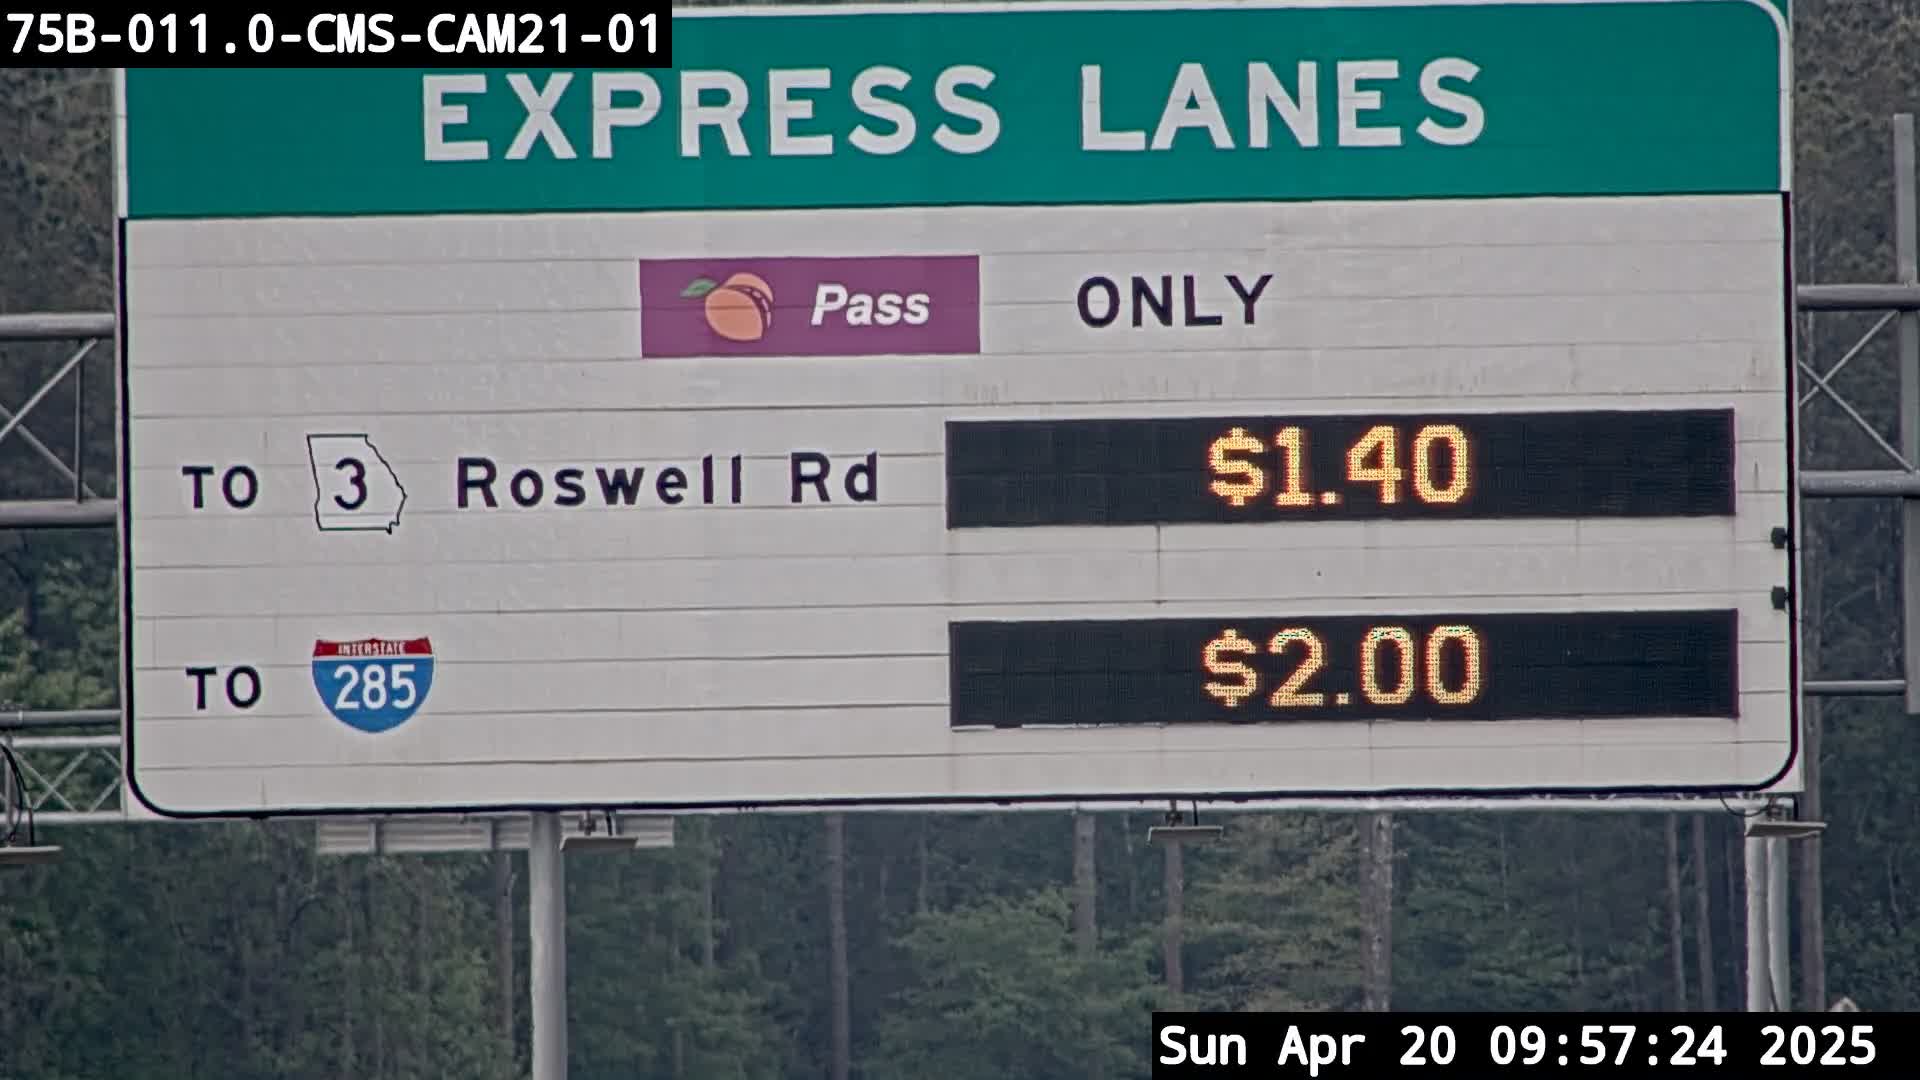 75B-011.0-CMS-CAM21-01
EXPRESS LANES
Pass ONLY
TO 3 Roswell Rd $1.40
TO INTERSTATE 285 $2.00
Sun Apr 20 09:57:24 2025